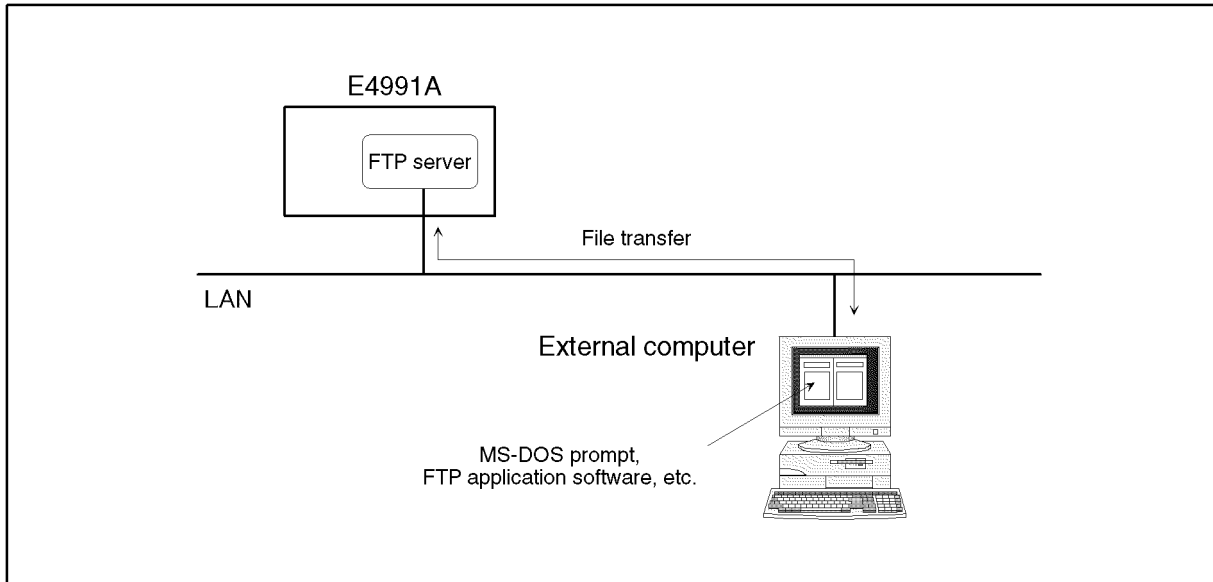 E4991A
FTP server
File transfer
LAN
External computer
MS-DOS prompt,
FTP application software, etc.